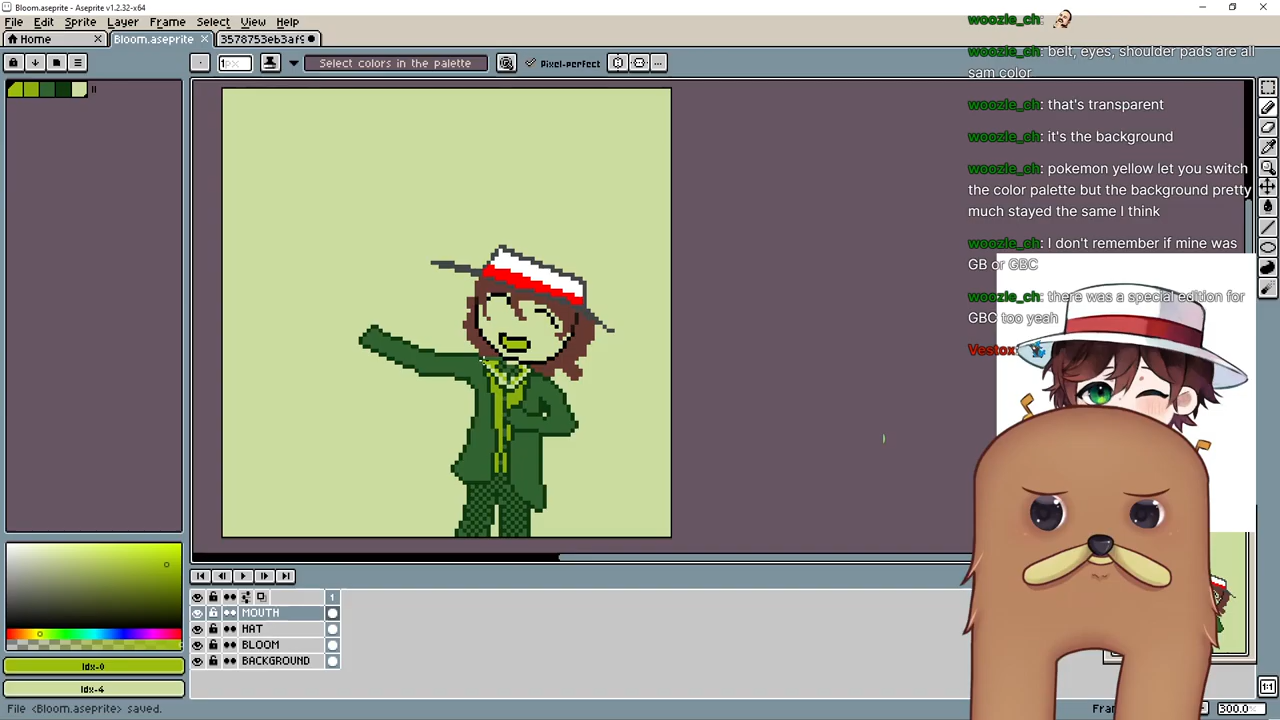 Bloom.aseprite - Aseprite v1.2.32-x64
File Edit Sprite Layer Frame Select View Help
Home Bloom.aseprite 3578753eb3af9
1px Select colors in the palette Pixel-perfect
woozle_ch:
woozle_ch: belt, eyes, shoulder pads are all
sam color
woozle_ch: that's transparent
woozle_ch: it's the background
woozle_ch: pokemon yellow let you switch
the color palette but the background pretty
much stayed the same I think
woozle_ch: I don't remember if mine was
GB or GBC
woozle_ch: there was a special edition for
GBC too yeah
Vestox:
1
MOUTH
HAT
BLOOM
BACKGROUND
Idx-0
Idx-4
File <Bloom.aseprite> saved.
300.0%
1:1